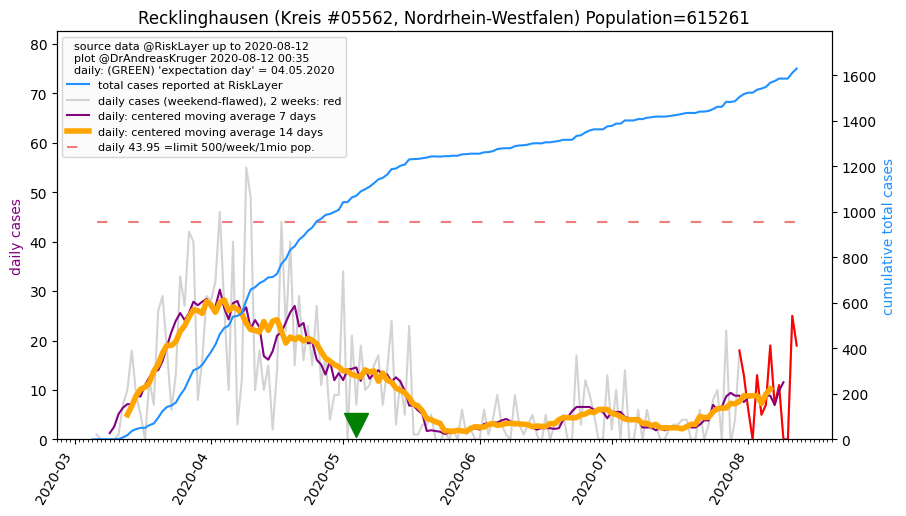 Recklinghausen (Kreis #05562, Nordrhein-Westfalen) Population=615261
source data @RiskLayer up to 2020-08-12
plot @DrAndreasKruger 2020-08-12 00:35
daily: (GREEN) 'expectation day' = 04.05.2020
total cases reported at RiskLayer
daily cases (weekend-flawed), 2 weeks: red
daily: centered moving average 7 days
daily: centered moving average 14 days
daily 43.95 =limit 500/week/1mio pop.
daily cases
80
70
60
50
40
30
20
10
0
1600
1400
1200
1000
800
600
400
200
0
cumulative total cases
2020-03
2020-04
2020-05
2020-06
2020-07
2020-08